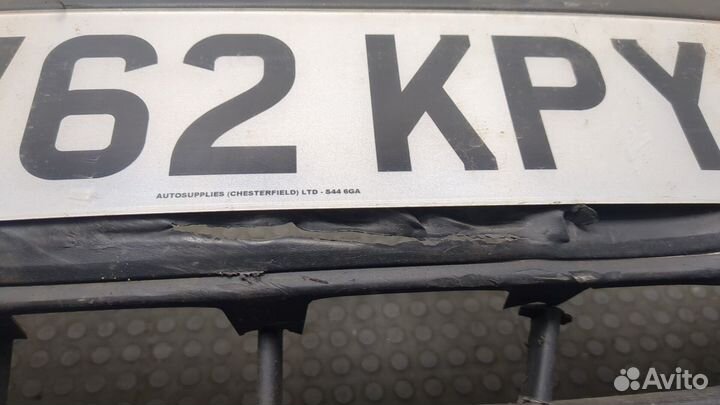 62 KPY
AUTOSUPPLIES (CHESTERFIELD) LTD - S44 6GA
Avito